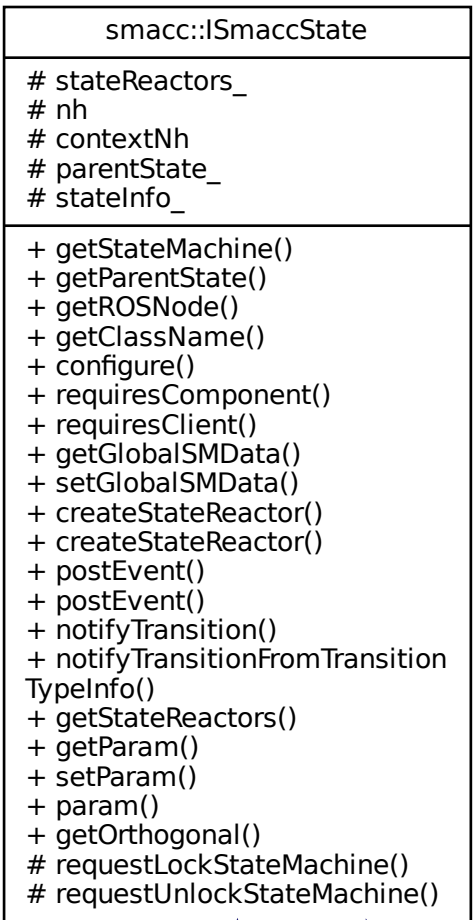 smacc::ISmaccState
# stateReactors_
# nh
# contextNh
# parentState_
# stateInfo_
+ getStateMachine()
+ getParentState()
+ getROSNode()
+ getClassName()
+ configure()
+ requiresComponent()
+ requiresClient()
+ getGlobalSMData()
+ setGlobalSMData()
+ createStateReactor()
+ createStateReactor()
+ postEvent()
+ postEvent()
+ notifyTransition()
+ notifyTransitionFromTransition
TypeInfo()
+ getStateReactors()
+ getParam()
+ setParam()
+ param()
+ getOrthogonal()
# requestLockStateMachine()
# requestUnlockStateMachine()